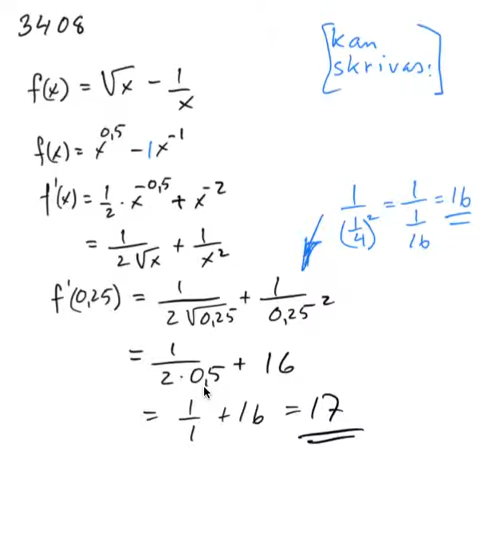 3408
[kan
skrivas:]
f(x) = √x - 1/x
f(x) = x^0,5 - 1x^-1
f'(x) = 1/2 · x^-0,5 + x^-2
= 1/(2√x) + 1/x²
1/(1/4)² = 1/(1/16) = 16
f'(0,25) = 1/(2√0,25) + 1/0,25²
= 1/(2 · 0,5) + 16
= 1/1 + 16 = 17